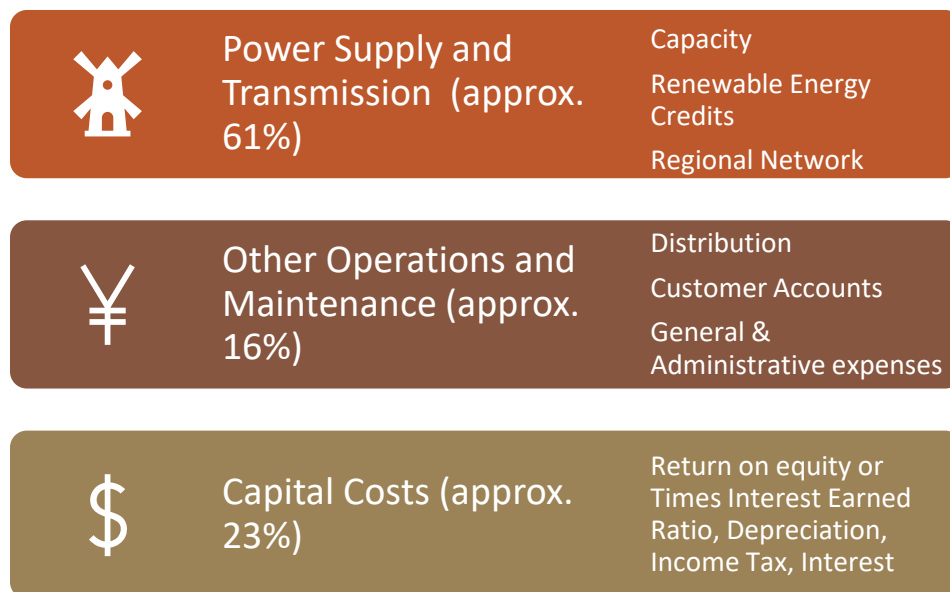 Power Supply and
Transmission  (approx.
61%)
Capacity
Renewable Energy
Credits
Regional Network
¥
Other Operations and
Maintenance (approx.
16%)
Distribution
Customer Accounts
General &
Administrative expenses
$
Capital Costs (approx.
23%)
Return on equity or
Times Interest Earned
Ratio, Depreciation,
Income Tax, Interest